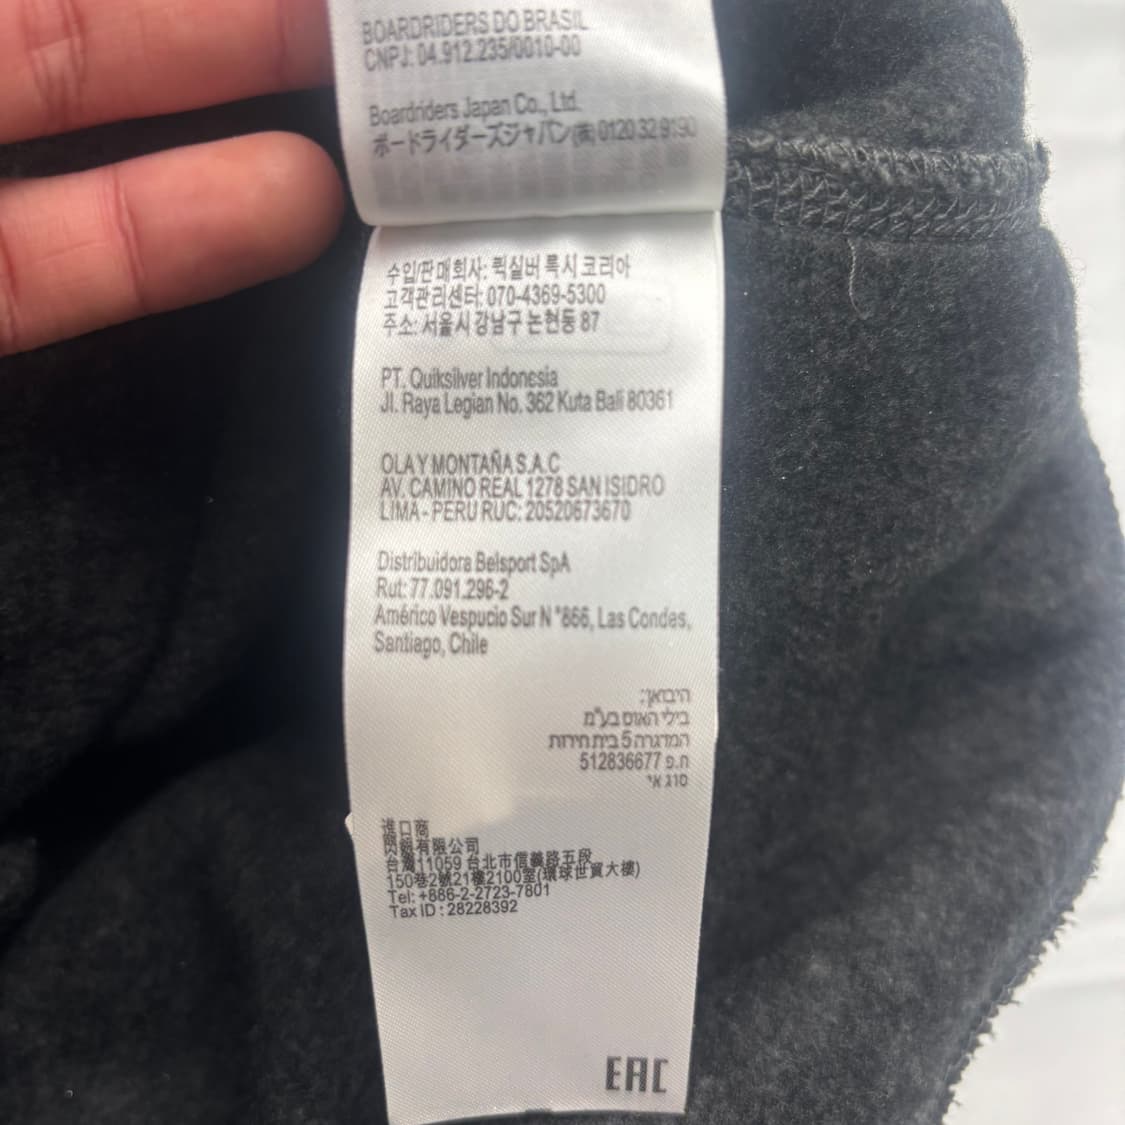 BOARDRIDERS DO BRASIL
CNPJ: 04.912.235/0010-00
Boardriders Japan Co., Ltd.
ボードライダーズジャパン(株) 0120 32 9190
수입/판매회사: 퀵실버 록시 코리아
고객관리센터: 070-4369-5300
주소: 서울시 강남구 논현동 87
PT. Quiksilver Indonesia
Jl. Raya Legian No. 362 Kuta Bali 80361
OLA Y MONTAÑA S.A.C
AV. CAMINO REAL 1278 SAN ISIDRO
LIMA - PERU RUC: 20520673670
Distribuidora Belsport SpA
Rut: 77.091.296-2
Américo Vespucio Sur N °866, Las Condes,
Santiago, Chile
היבואן:
בילי האוס בע"מ
המדגרה 5 בית חירות
ח.פ 512836677
סוג אי
進口商
有限公司
台灣11059 台北市信義路五段
150巷2號21樓2100室(環球世貿大樓)
Tel: +886-2-2723-7801
Tax ID : 28228392
EAC